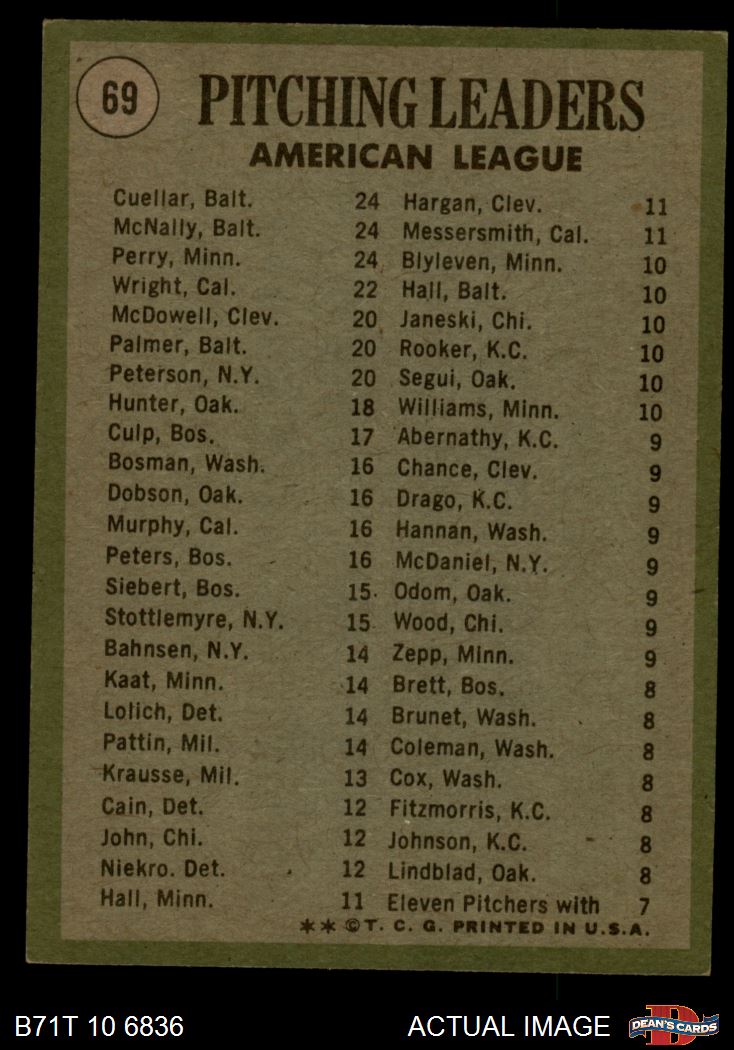 69
PITCHING LEADERS
AMERICAN LEAGUE
Cuellar, Balt. 24 Hargan, Clev. 11
McNally, Balt. 24 Messersmith, Cal. 11
Perry, Minn. 24 Blyleven, Minn. 10
Wright, Cal. 22 Hall, Balt. 10
McDowell, Clev. 20 Janeski, Chi. 10
Palmer, Balt. 20 Rooker, K.C. 10
Peterson, N.Y. 20 Segui, Oak. 10
Hunter, Oak. 18 Williams, Minn. 10
Culp, Bos. 17 Abernathy, K.C. 9
Bosman, Wash. 16 Chance, Clev. 9
Dobson, Oak. 16 Drago, K.C. 9
Murphy, Cal. 16 Hannan, Wash. 9
Peters, Bos. 16 McDaniel, N.Y. 9
Siebert, Bos. 15 Odom, Oak. 9
Stottlemyre, N.Y. 15 Wood, Chi. 9
Bahnsen, N.Y. 14 Zepp, Minn. 9
Kaat, Minn. 14 Brett, Bos. 8
Lolich, Det. 14 Brunet, Wash. 8
Pattin, Mil. 14 Coleman, Wash. 8
Krausse, Mil. 13 Cox, Wash. 8
Cain, Det. 12 Fitzmorris, K.C. 8
John, Chi. 12 Johnson, K.C. 8
Niekro. Det. 12 Lindblad, Oak. 8
Hall, Minn. 11 Eleven Pitchers with 7
** © T. C. G. PRINTED IN U.S.A.
B71T 10 6836 ACTUAL IMAGE DEAN'S CARDS